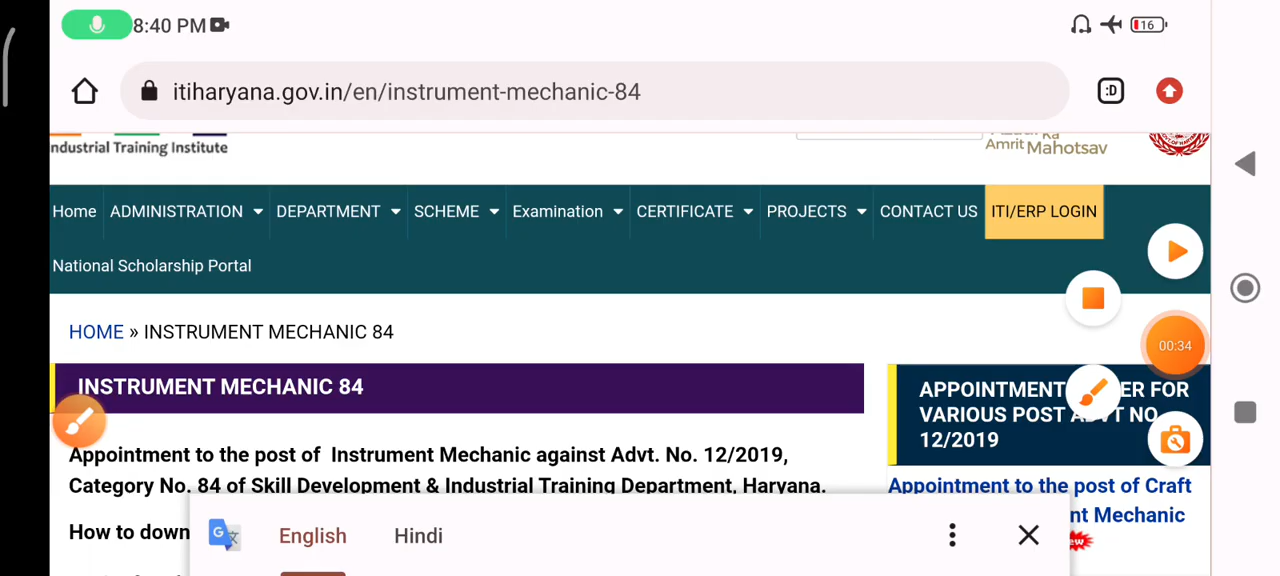 8:40 PM
16
itiharyana.gov.in/en/instrument-mechanic-84
:D
Industrial Training Institute
Amrit Mahotsav
Home ADMINISTRATION DEPARTMENT SCHEME Examination CERTIFICATE PROJECTS CONTACT US ITI/ERP LOGIN
National Scholarship Portal
HOME » INSTRUMENT MECHANIC 84
00:34
INSTRUMENT MECHANIC 84
APPOINTMENT FOR
VARIOUS POST ADVT NO
12/2019
Appointment to the post of Instrument Mechanic against Advt. No. 12/2019,
Category No. 84 of Skill Development & Industrial Training Department, Haryana.
Appointment to the post of Craft
Mechanic
How to down
English Hindi